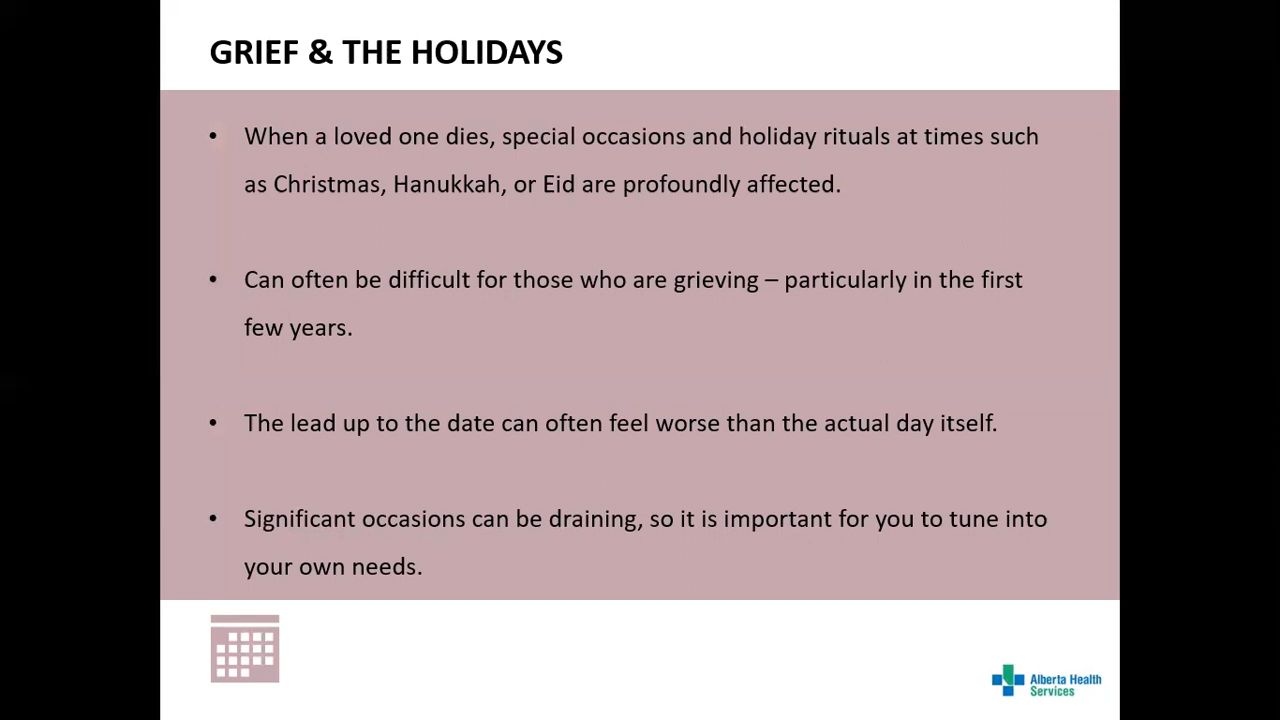 GRIEF & THE HOLIDAYS
• When a loved one dies, special occasions and holiday rituals at times such
as Christmas, Hanukkah, or Eid are profoundly affected.
• Can often be difficult for those who are grieving – particularly in the first
few years.
• The lead up to the date can often feel worse than the actual day itself.
• Significant occasions can be draining, so it is important for you to tune into
your own needs.
Alberta Health
Services